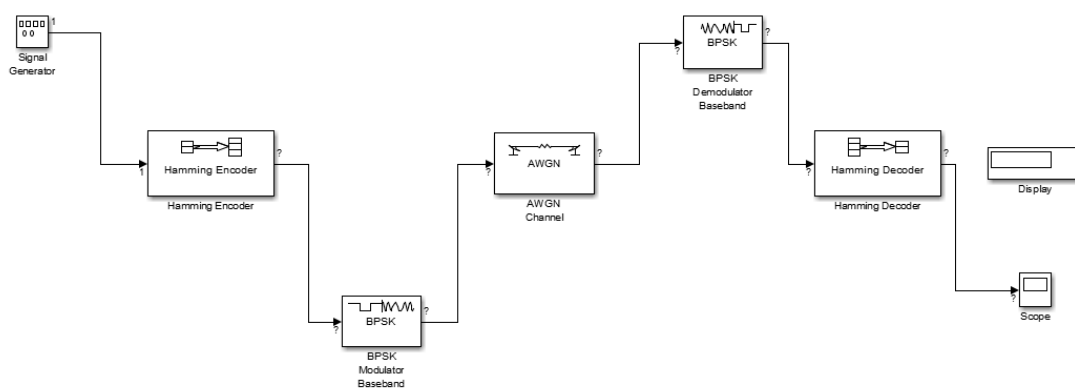 1
Signal
Generator
1
Hamming Encoder
?
Hamming Encoder
?
BPSK
?
BPSK
Modulator
Baseband
?
AWGN
?
AWGN
Channel
?
BPSK
?
BPSK
Demodulator
Baseband
?
Hamming Decoder
?
Hamming Decoder
Display
?
Scope